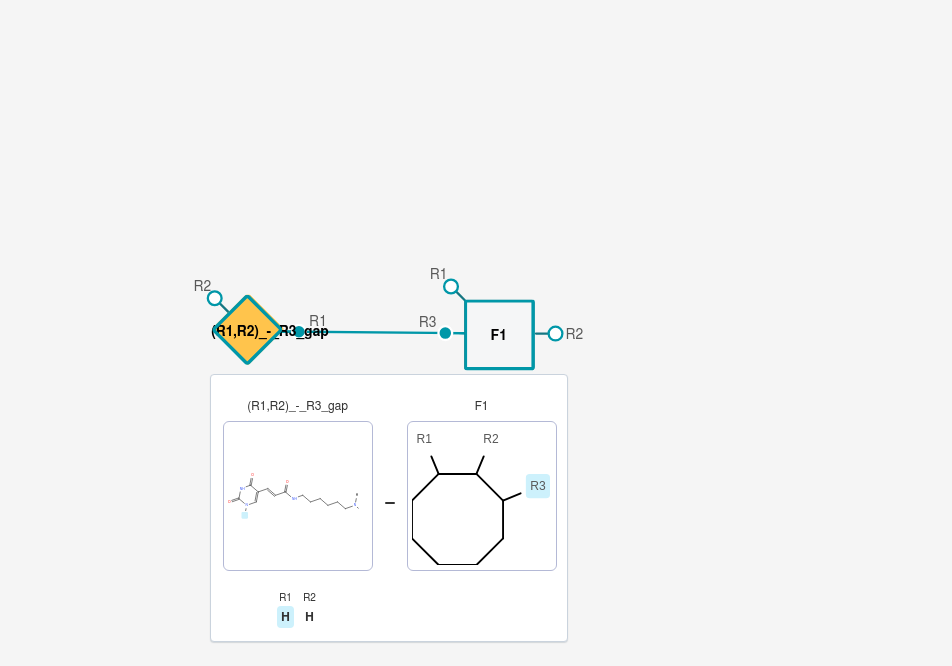 R1
R2
R1
R3
(R1,R2)_-_R3_gap
F1
R2
(R1,R2)_-_R3_gap
F1
R1 R2
R3
–
R1 R2
H H